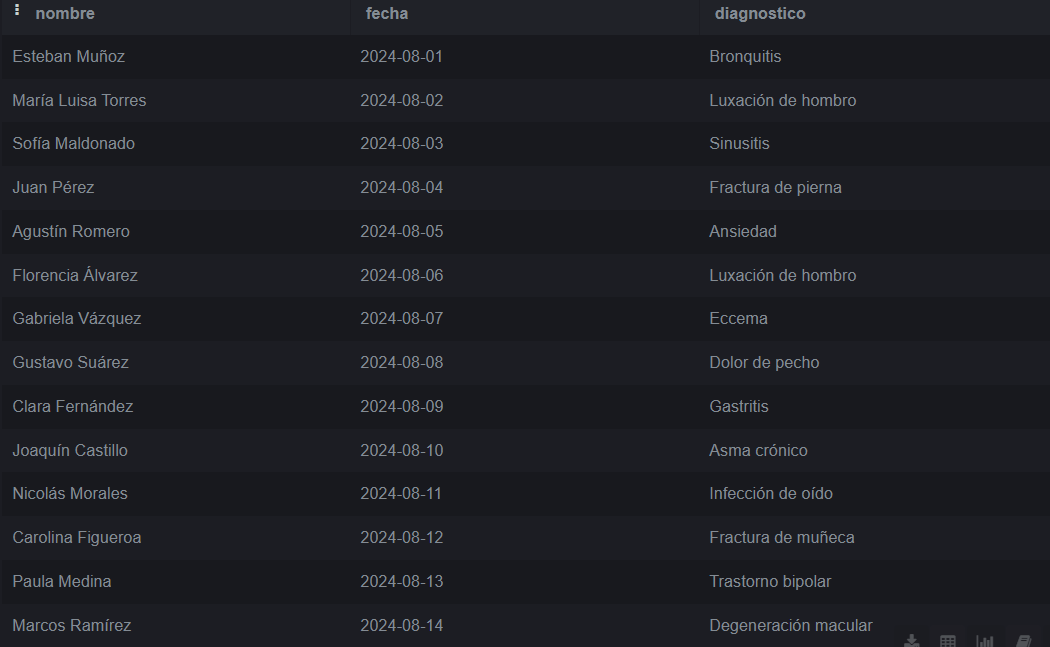 nombre fecha diagnostico
Esteban Muñoz 2024-08-01 Bronquitis
María Luisa Torres 2024-08-02 Luxación de hombro
Sofía Maldonado 2024-08-03 Sinusitis
Juan Pérez 2024-08-04 Fractura de pierna
Agustín Romero 2024-08-05 Ansiedad
Florencia Álvarez 2024-08-06 Luxación de hombro
Gabriela Vázquez 2024-08-07 Eccema
Gustavo Suárez 2024-08-08 Dolor de pecho
Clara Fernández 2024-08-09 Gastritis
Joaquín Castillo 2024-08-10 Asma crónico
Nicolás Morales 2024-08-11 Infección de oído
Carolina Figueroa 2024-08-12 Fractura de muñeca
Paula Medina 2024-08-13 Trastorno bipolar
Marcos Ramírez 2024-08-14 Degeneración macular